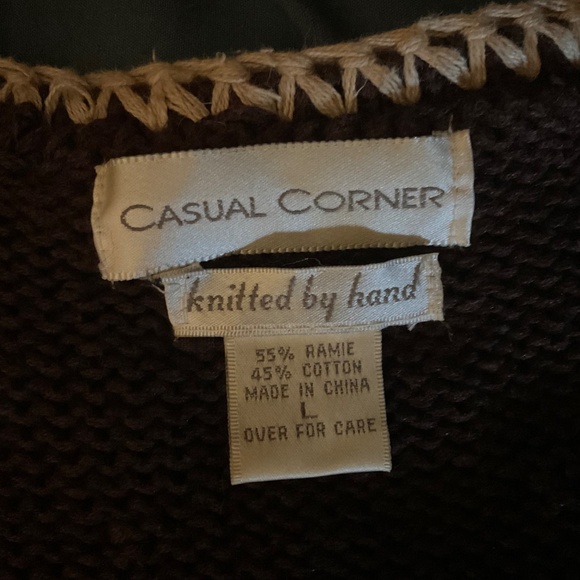 CASUAL CORNER
knitted by hand
55% RAMIE
45% COTTON
MADE IN CHINA
L
OVER FOR CARE